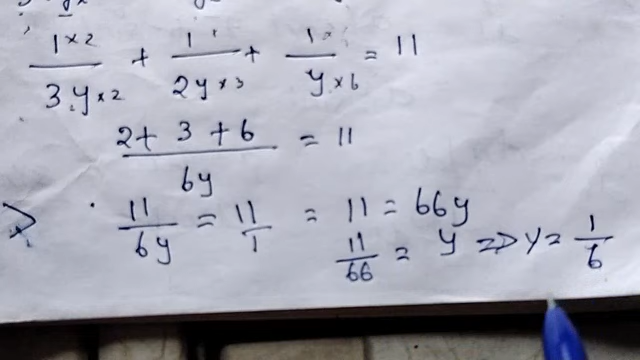 1×2/3y×2 + 1/2y×3 + 1/y×6 = 11
2+ 3 + 6/6y = 11
11/6y = 11/1 = 11 = 66y
11/66 = y => y = 1/6